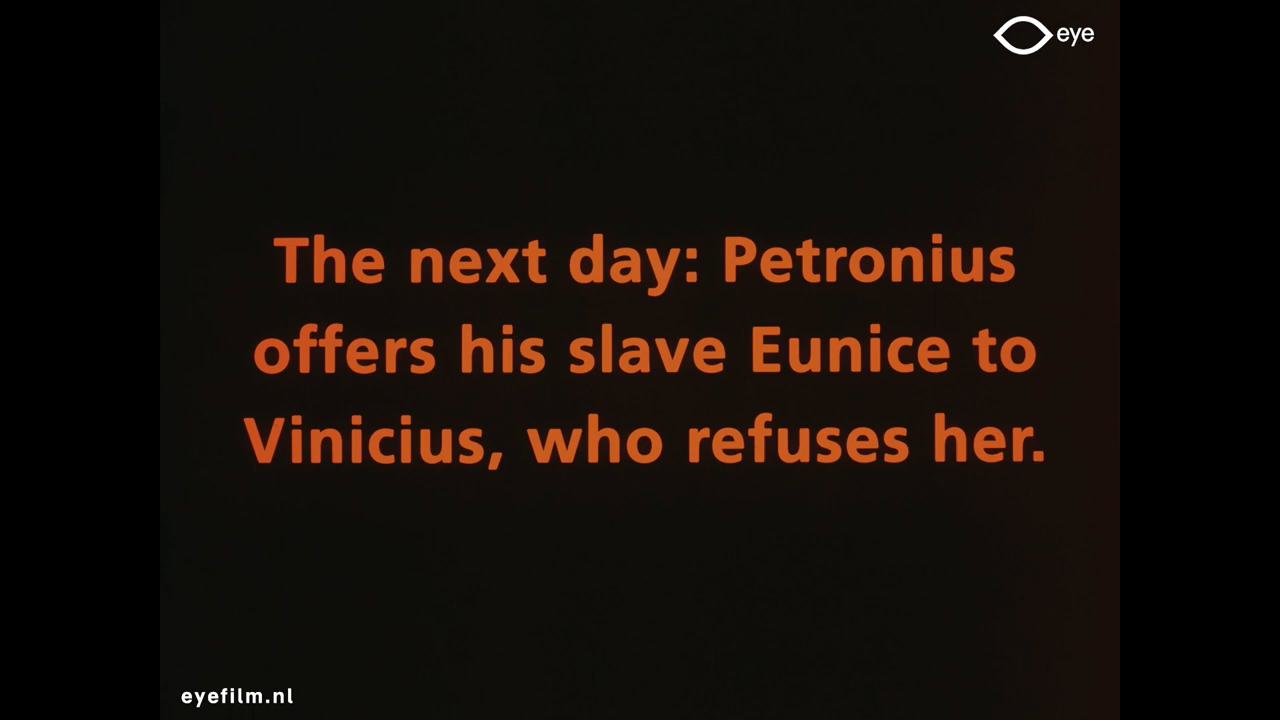 eye
The next day: Petronius
offers his slave Eunice to
Vinicius, who refuses her.
eyefilm.nl